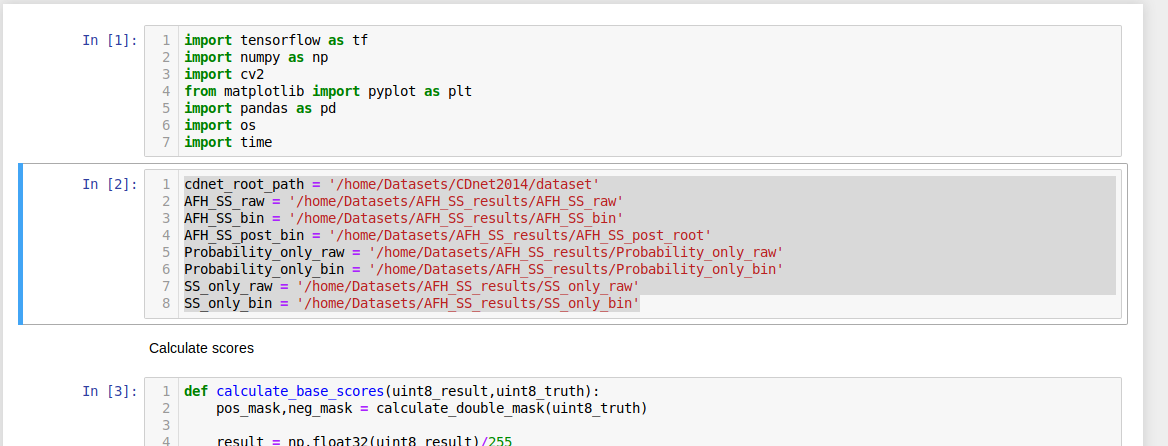 In [1]:
1 import tensorflow as tf
2 import numpy as np
3 import cv2
4 from matplotlib import pyplot as plt
5 import pandas as pd
6 import os
7 import time
In [2]:
1 cdnet_root_path = '/home/Datasets/CDnet2014/dataset'
2 AFH_SS_raw = '/home/Datasets/AFH_SS_results/AFH_SS_raw'
3 AFH_SS_bin = '/home/Datasets/AFH_SS_results/AFH_SS_bin'
4 AFH_SS_post_bin = '/home/Datasets/AFH_SS_results/AFH_SS_post_root'
5 Probability_only_raw = '/home/Datasets/AFH_SS_results/Probability_only_raw'
6 Probability_only_bin = '/home/Datasets/AFH_SS_results/Probability_only_bin'
7 SS_only_raw = '/home/Datasets/AFH_SS_results/SS_only_raw'
8 SS_only_bin = '/home/Datasets/AFH_SS_results/SS_only_bin'
Calculate scores
In [3]:
1 def calculate_base_scores(uint8_result,uint8_truth):
2 pos_mask,neg_mask = calculate_double_mask(uint8_truth)
3
4 result = np.float32(uint8_result)/255